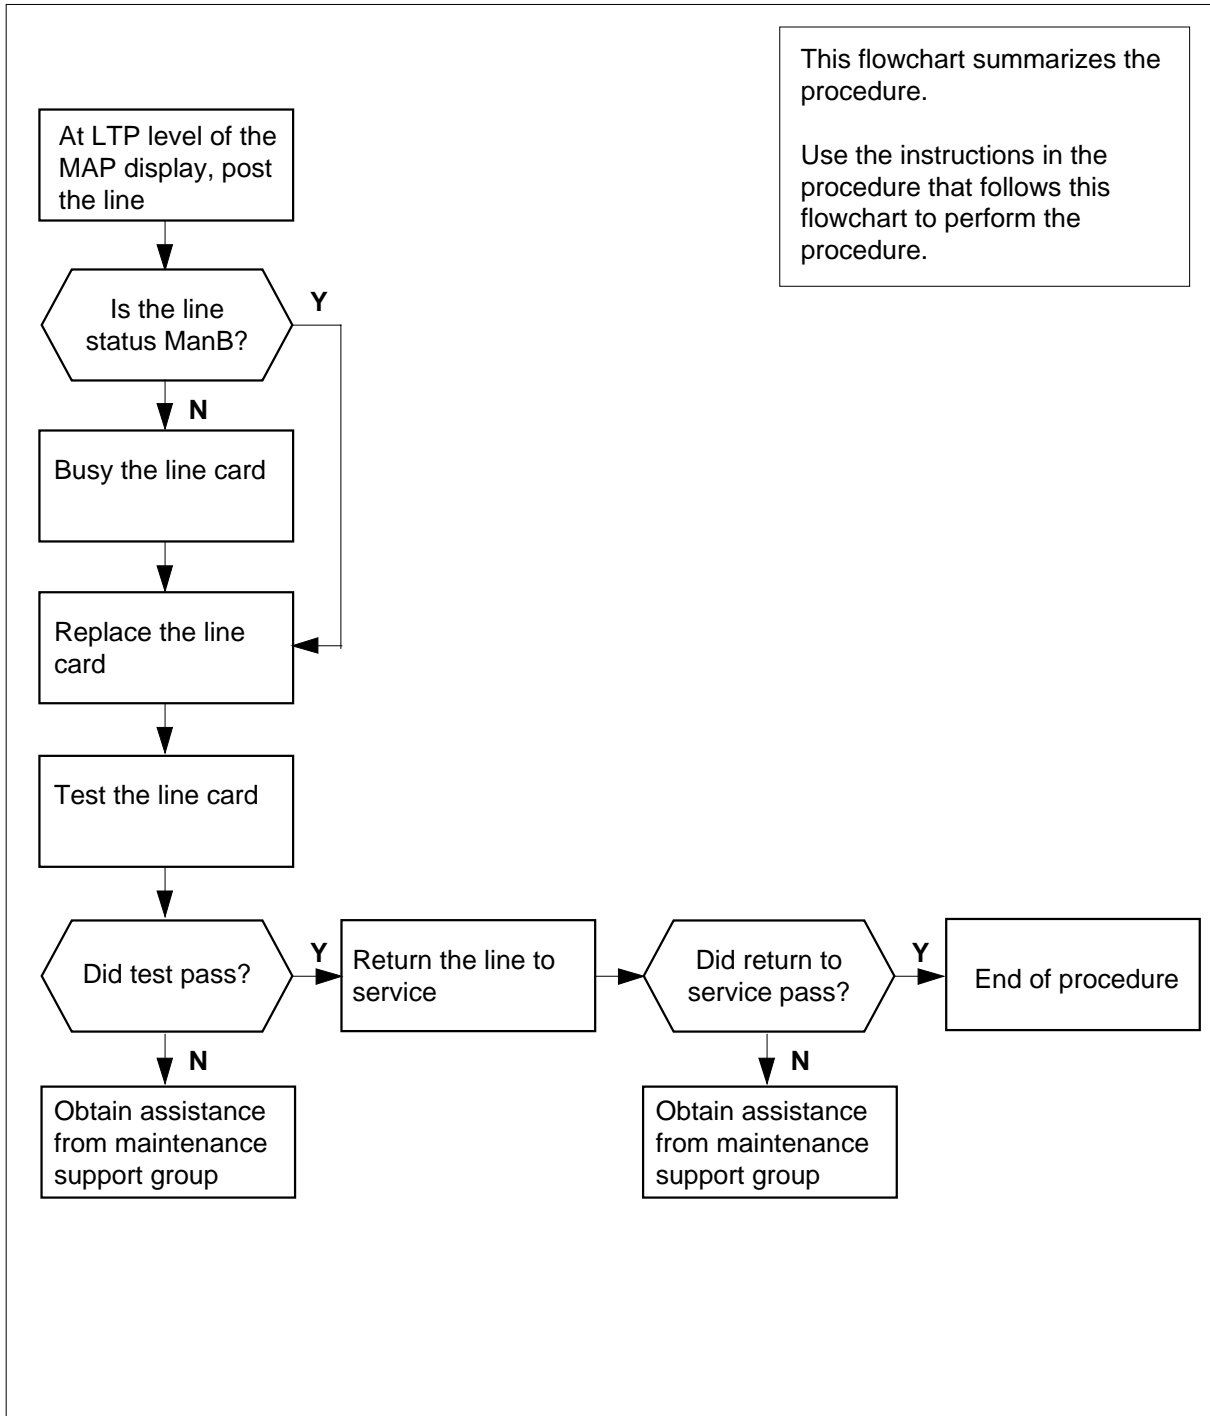 This flowchart summarizes the
procedure.
Use the instructions in the
procedure that follows this
flowchart to perform the
procedure.
At LTP level of the
MAP display, post
the line
Is the line
status ManB?
Y
N
Busy the line card
Replace the line
card
Test the line card
Did test pass?
Y
Return the line to
service
Did return to
service pass?
Y
End of procedure
N
Obtain assistance
from maintenance
support group
N
Obtain assistance
from maintenance
support group